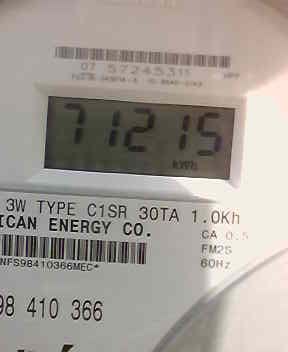 07 57245311
71215
kWh
3W TYPE C1SR 30TA 1.0Kh
ICAN ENERGY CO.
CA 0.5
FM2S
NFS98410366MEC*
60Hz
98 410 366